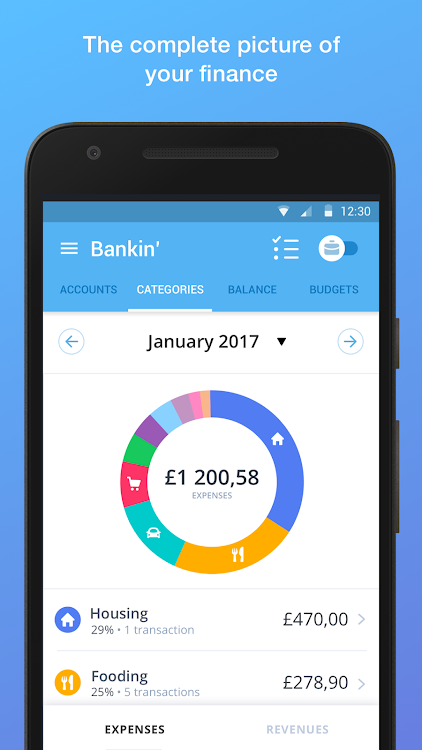 The complete picture of
your finance
12:30
Bankin'
ACCOUNTS CATEGORIES BALANCE BUDGETS
January 2017
£1 200,58
EXPENSES
Housing
29% • 1 transaction
£470,00
Fooding
25% • 5 transactions
£278,90
EXPENSES REVENUES